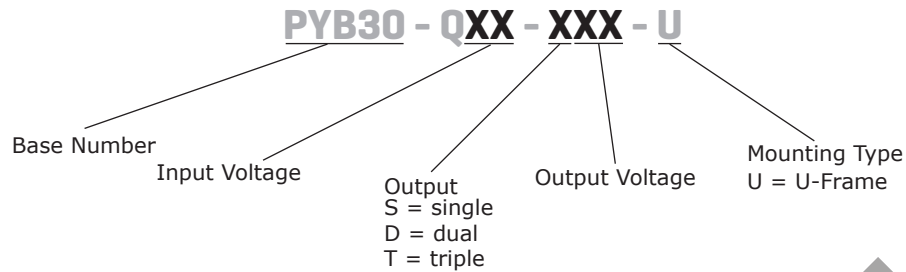 PYB30 - QXX - XXX - U
Base Number
Input Voltage
Output
S = single
D = dual
T = triple
Output Voltage
Mounting Type
U = U-Frame